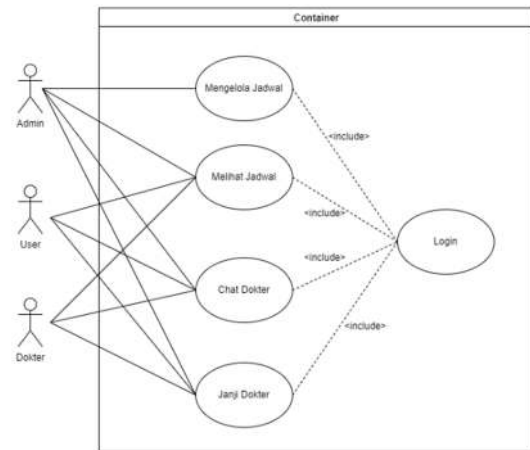 Container
Mengelola Jadwal
Admin
<include>
Melihat Jadwal
<include>
User
Login
<include>
Chat Dokter
Dokter
<include>
Janji Dokter